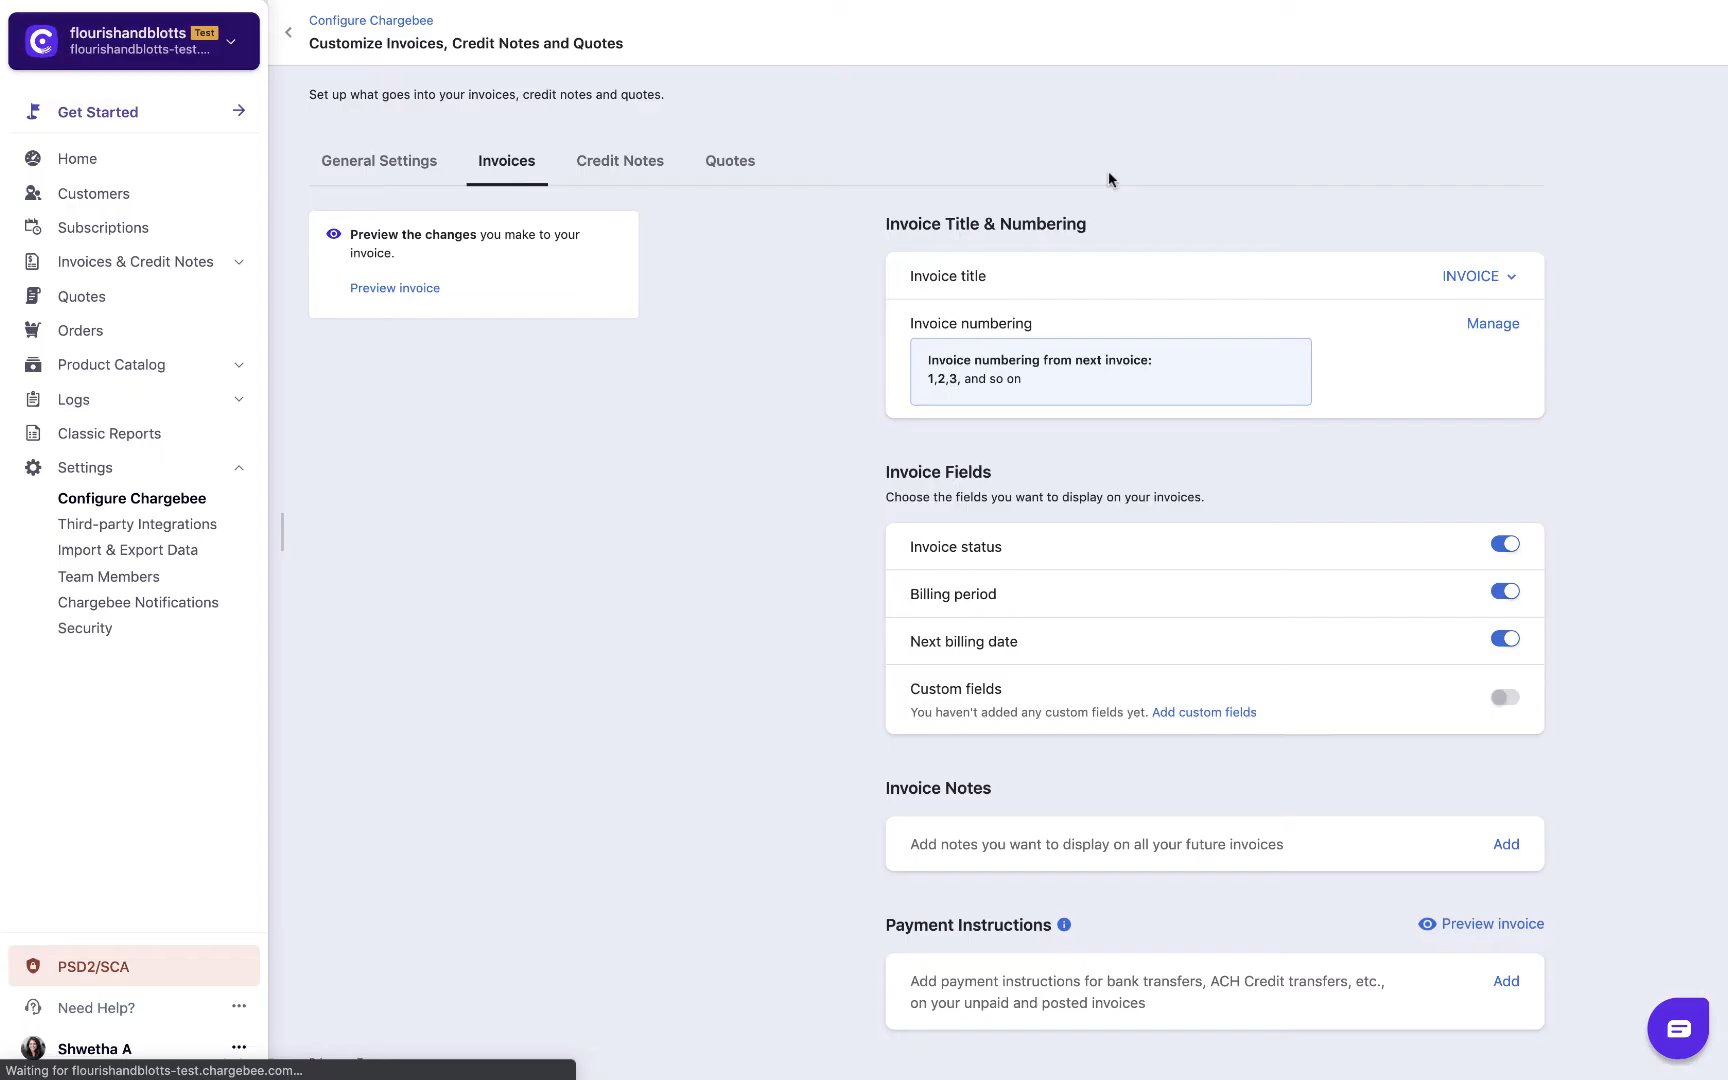 flourishandblotts Test
flourishandblotts-test....
Get Started
Home
Customers
Subscriptions
Invoices & Credit Notes
Quotes
Orders
Product Catalog
Logs
Classic Reports
Settings
Configure Chargebee
Third-party Integrations
Import & Export Data
Team Members
Chargebee Notifications
Security
PSD2/SCA
Need Help?
Shwetha A
Waiting for flourishandblotts-test.chargebee.com...
Configure Chargebee
Customize Invoices, Credit Notes and Quotes
Set up what goes into your invoices, credit notes and quotes.
General Settings
Invoices
Credit Notes
Quotes
Preview the changes you make to your
invoice.
Preview invoice
Invoice Title & Numbering
Invoice title
INVOICE
Invoice numbering
Manage
Invoice numbering from next invoice:
1,2,3, and so on
Invoice Fields
Choose the fields you want to display on your invoices.
Invoice status
Billing period
Next billing date
Custom fields
You haven't added any custom fields yet. Add custom fields
Invoice Notes
Add notes you want to display on all your future invoices
Add
Payment Instructions
Preview invoice
Add payment instructions for bank transfers, ACH Credit transfers, etc.,
on your unpaid and posted invoices
Add